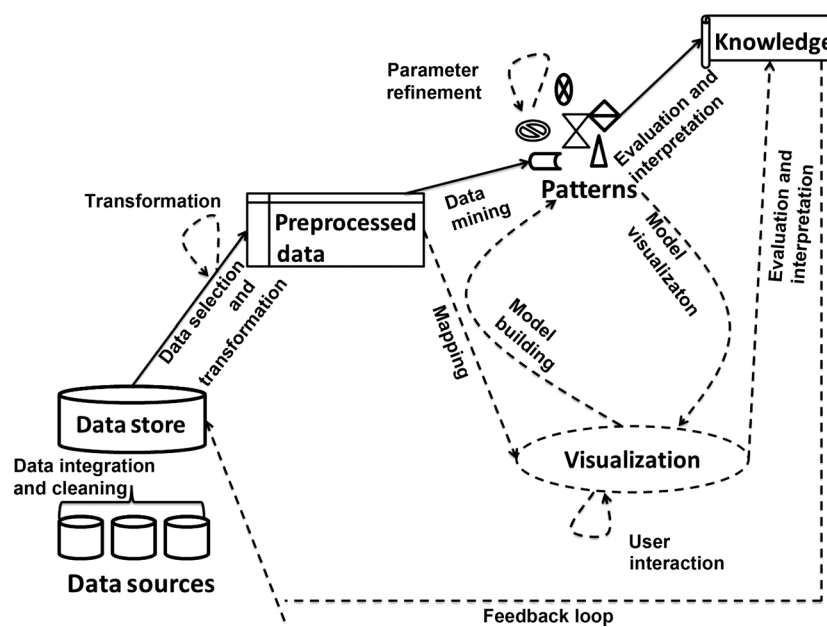 Knowledge
Parameter
refinement
Evaluation and
interpretation
Patterns
Data
mining
Transformation
Preprocessed
data
Data selection
and
transformation
Model
visualizaton
Evaluation and
interpretation
Mapping
Model
building
Data store
Visualization
Data integration
and cleaning
User
interaction
Data sources
Feedback loop